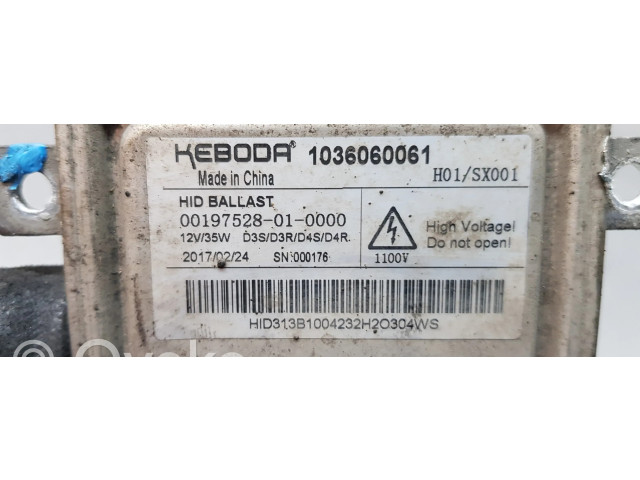 KEBODA® 1036060061
Made in China H01/SX001
HID BALLAST
00197528-01-0000
12V/35W D3S/D3R/D4S/D4R
2017/02/24 SN:000176
1100V
High Voltage!
Do not open!
HID313B1004232H2O304WS
ovoko